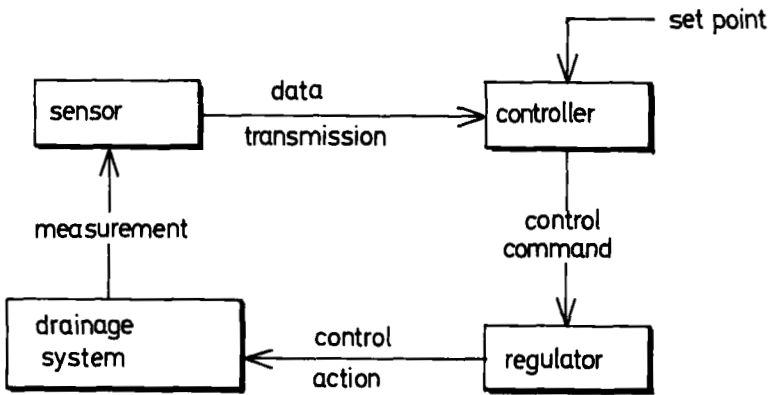 set point
sensor
data
transmission
controller
measurement
control
command
drainage
system
control
action
regulator